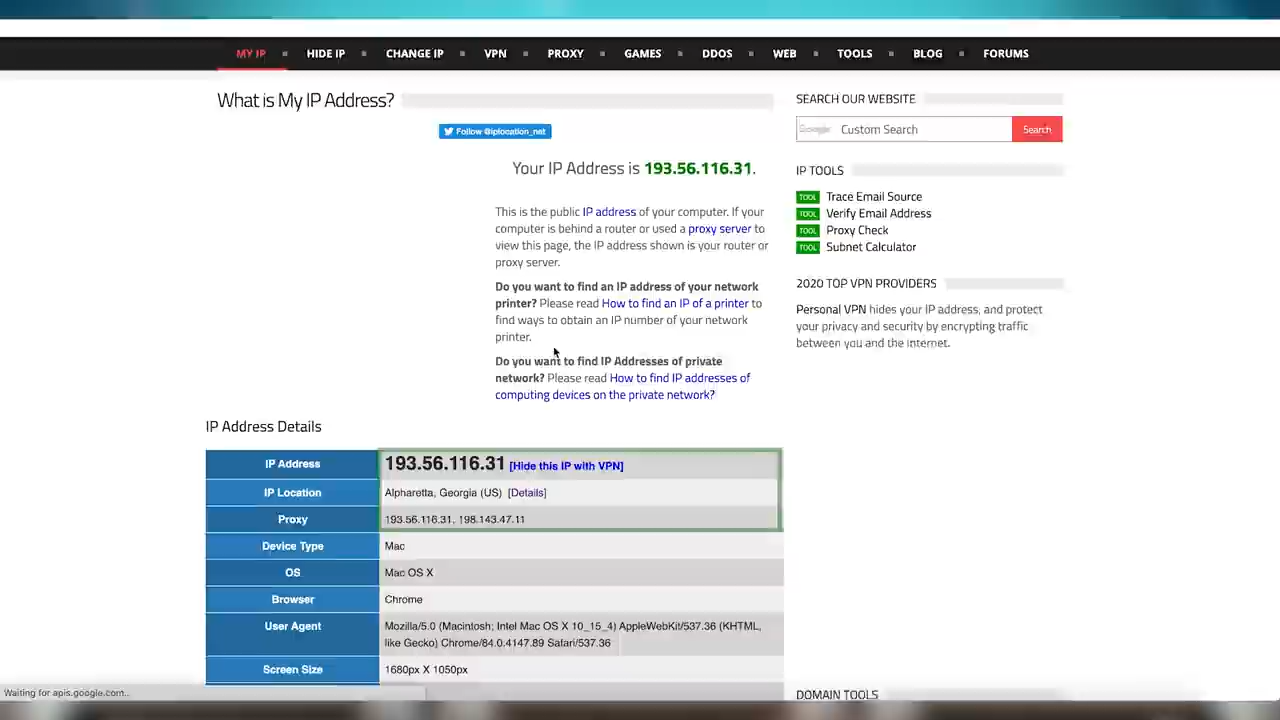 MY IP HIDE IP CHANGE IP VPN PROXY GAMES DDOS WEB TOOLS BLOG FORUMS
What is My IP Address?
Follow @iplocation_net
Your IP Address is 193.56.116.31.
This is the public IP address of your computer. If your
computer is behind a router or used a proxy server to
view this page, the IP address shown is your router or
proxy server.
Do you want to find an IP address of your network
printer? Please read How to find an IP of a printer to
find ways to obtain an IP number of your network
printer.
Do you want to find IP Addresses of private
network? Please read How to find IP addresses of
computing devices on the private network?
IP Address Details
IP Address 193.56.116.31 [Hide this IP with VPN]
IP Location Alpharetta, Georgia (US) [Details]
Proxy 193.56.116.31, 198.143.47.11
Device Type Mac
OS Mac OS X
Browser Chrome
User Agent Mozilla/5.0 (Macintosh; Intel Mac OS X 10_15_4) AppleWebKit/537.36 (KHTML,
like Gecko) Chrome/84.0.4147.89 Safari/537.36
Screen Size 1680px X 1050px
SEARCH OUR WEBSITE
Google Custom Search Search
IP TOOLS
TOOL Trace Email Source
TOOL Verify Email Address
TOOL Proxy Check
TOOL Subnet Calculator
2020 TOP VPN PROVIDERS
Personal VPN hides your IP address, and protect
your privacy and security by encrypting traffic
between you and the internet.
DOMAIN TOOLS
Waiting for apis.google.com...